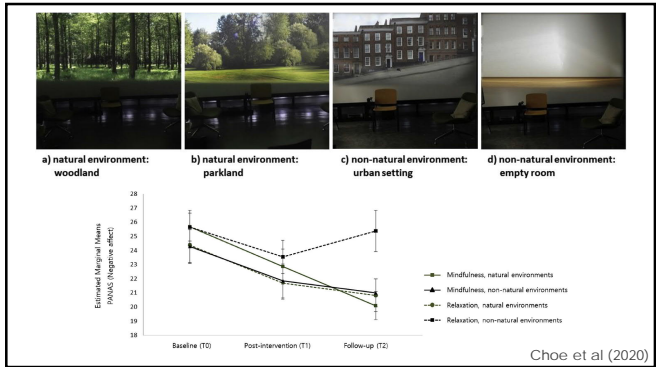 a) natural environment:
woodland
b) natural environment:
parkland
c) non-natural environment:
urban setting
d) non-natural environment:
empty room
Estimated Marginal Means
PANAS (Negative affect)
28
27
26
25
24
23
22
21
20
19
18
Baseline (T0)
Post-intervention (T1)
Follow-up (T2)
Mindfulness, natural environments
Mindfulness, non-natural environments
Relaxation, natural environments
Relaxation, non-natural environments
Choe et al (2020)